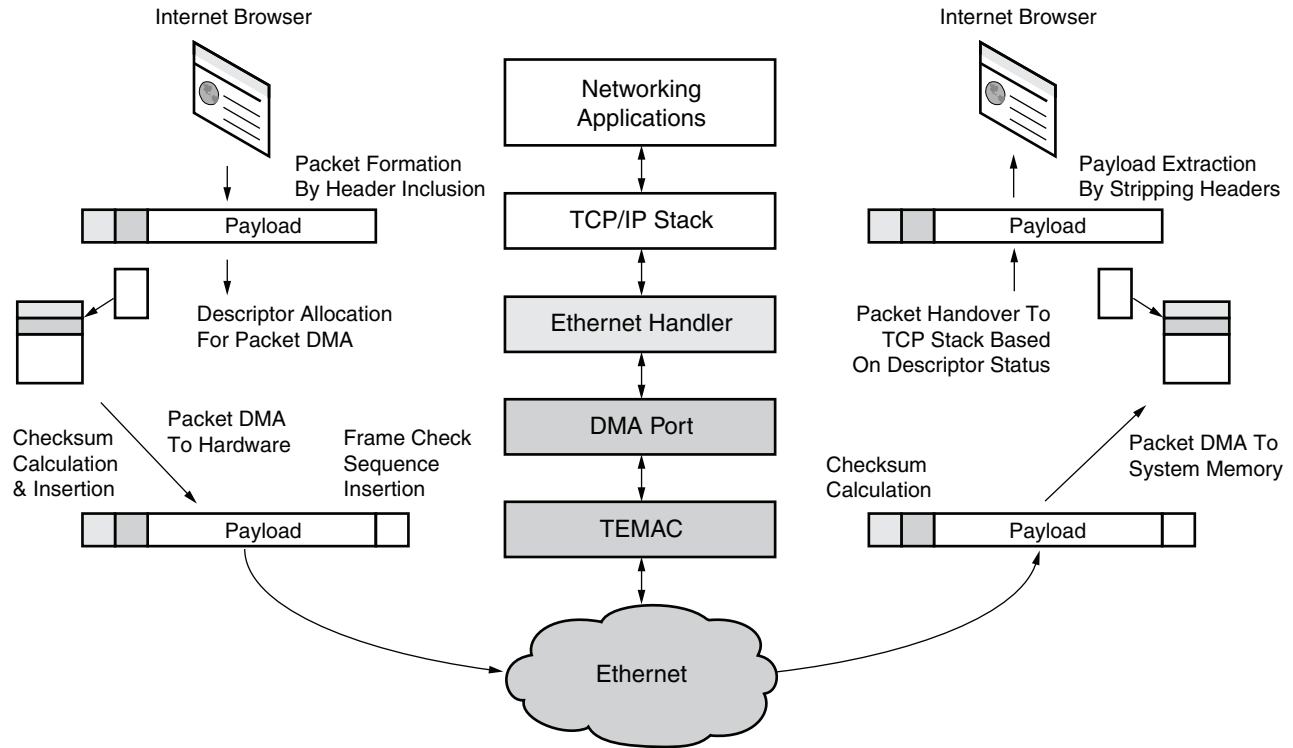 Internet Browser
Packet Formation
By Header Inclusion
Payload
Descriptor Allocation
For Packet DMA
Packet DMA
To Hardware
Checksum
Calculation
& Insertion
Frame Check
Sequence
Insertion
Payload
Networking
Applications
TCP/IP Stack
Ethernet Handler
DMA Port
TEMAC
Ethernet
Internet Browser
Payload Extraction
By Stripping Headers
Payload
Packet Handover To
TCP Stack Based
On Descriptor Status
Packet DMA To
System Memory
Checksum
Calculation
Payload